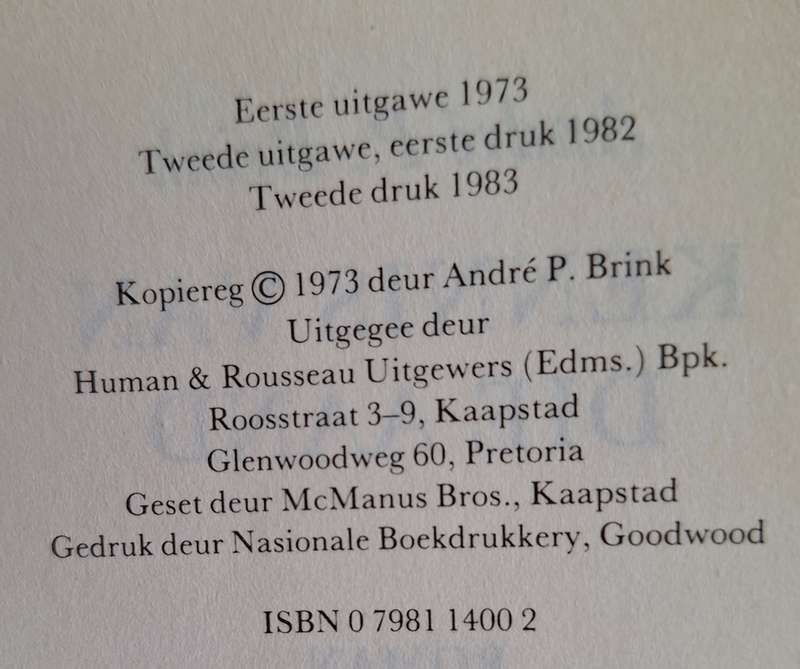 Eerste uitgawe 1973
Tweede uitgawe, eerste druk 1982
Tweede druk 1983
Kopiereg © 1973 deur André P. Brink
Uitgegee deur
Human & Rousseau Uitgewers (Edms.) Bpk.
Roosstraat 3–9, Kaapstad
Glenwoodweg 60, Pretoria
Geset deur McManus Bros., Kaapstad
Gedruk deur Nasionale Boekdrukkery, Goodwood
ISBN 0 7981 1400 2